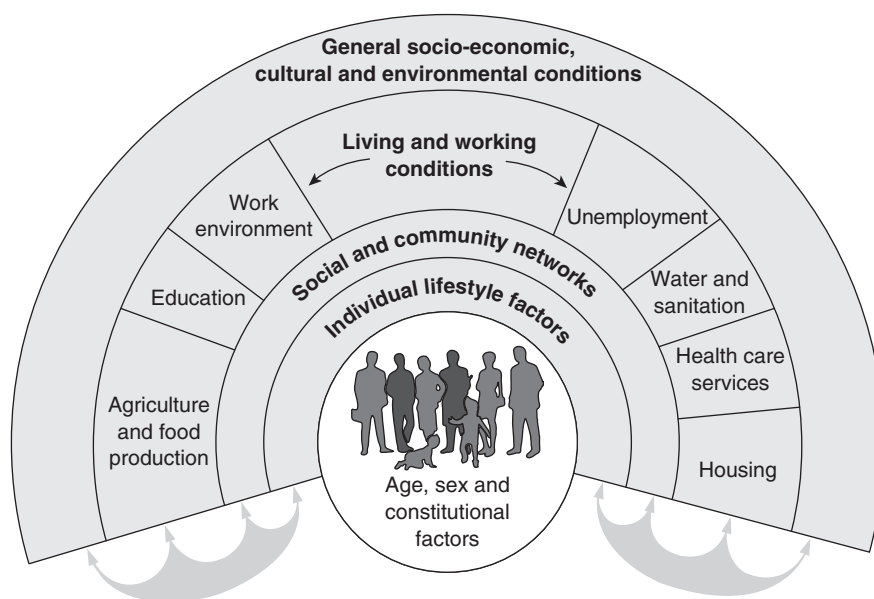 General socio-economic,
cultural and environmental conditions
Living and working
conditions
Work
environment
Unemployment
Social and community networks
Education
Water and
sanitation
Individual lifestyle factors
Health care
services
Agriculture
and food
production
Housing
Age, sex and
constitutional
factors